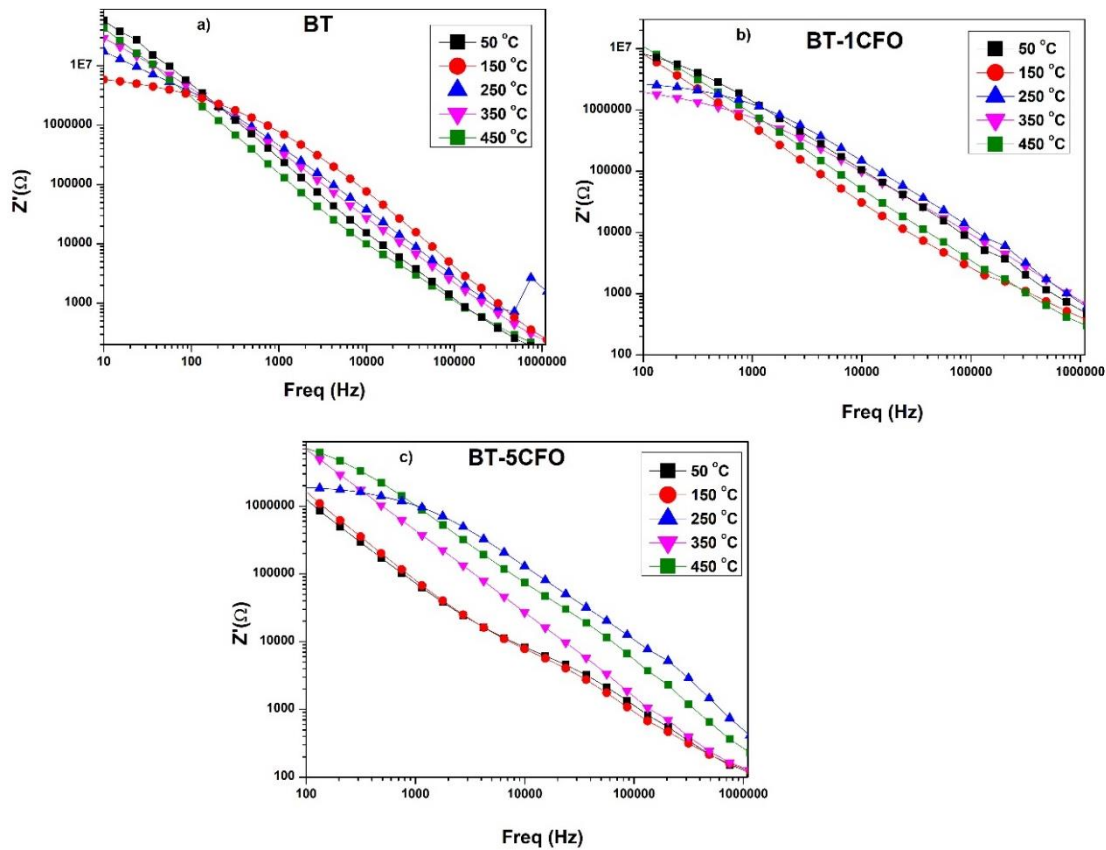 a)
BT
50 °C
150 °C
250 °C
350 °C
450 °C
1E7
1000000
100000
10000
1000
Z'(Ω)
10
100
1000
10000
100000
1000000
Freq (Hz)
b)
BT-1CFO
50 °C
150 °C
250 °C
350 °C
450 °C
1E7
1000000
100000
10000
1000
100
Z'(Ω)
100
1000
10000
100000
1000000
Freq (Hz)
c)
BT-5CFO
50 °C
150 °C
250 °C
350 °C
450 °C
1000000
100000
10000
1000
100
Z'(Ω)
100
1000
10000
100000
1000000
Freq (Hz)